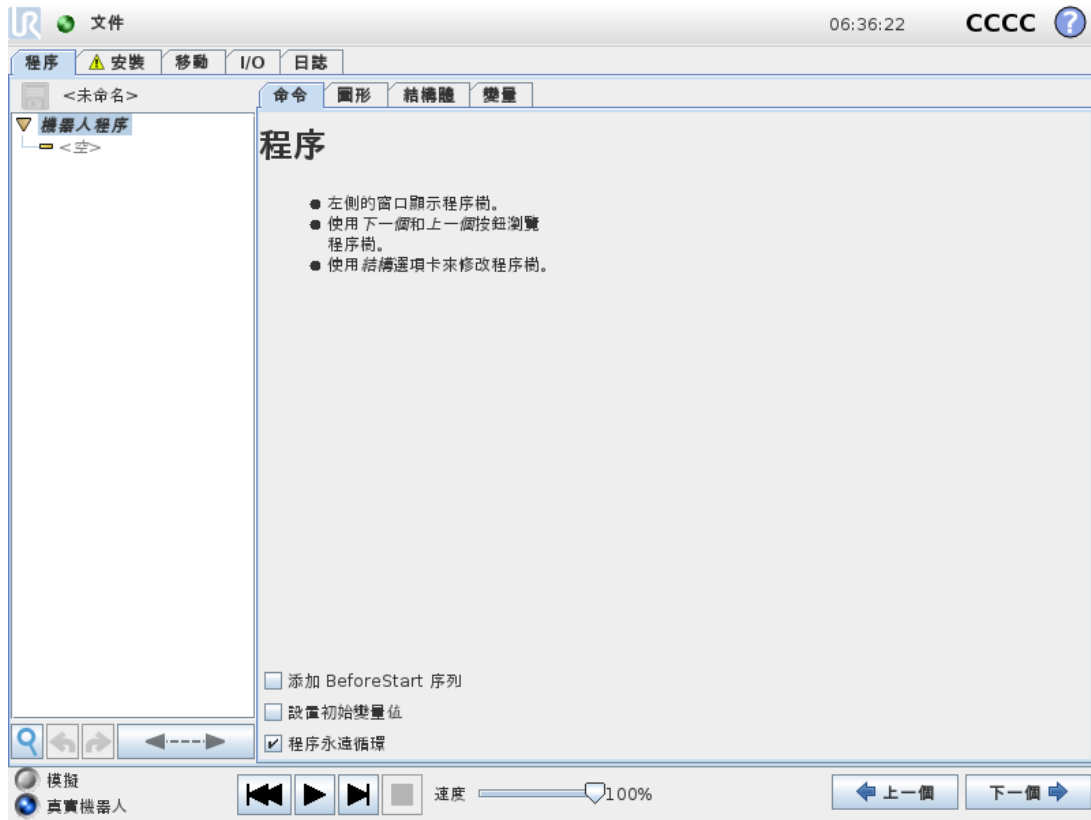 UR 文件 06:36:22 CCCC ?
程序 安裝 移動 I/O 日誌
<未命名> 命令 圖形 結構體 變量
機器人程序
<空>
程序
左側的窗口顯示程序樹。
使用下一個和上一個按鈕瀏覽
程序樹。
使用結構選項卡來修改程序樹。
添加 BeforeStart 序列
設置初始變量值
程序永遠循環
模擬
真實機器人
速度 100% 上一個 下一個